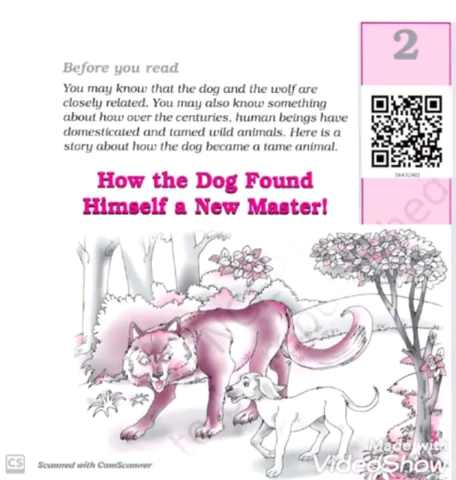 2
Before you read
You may know that the dog and the wolf are
closely related. You may also know something
about how over the centuries, human beings have
domesticated and tamed wild animals. Here is a
story about how the dog became a tame animal.
How the Dog Found
Himself a New Master!
CS Scanned with CamScanner
Made with
VideoShow